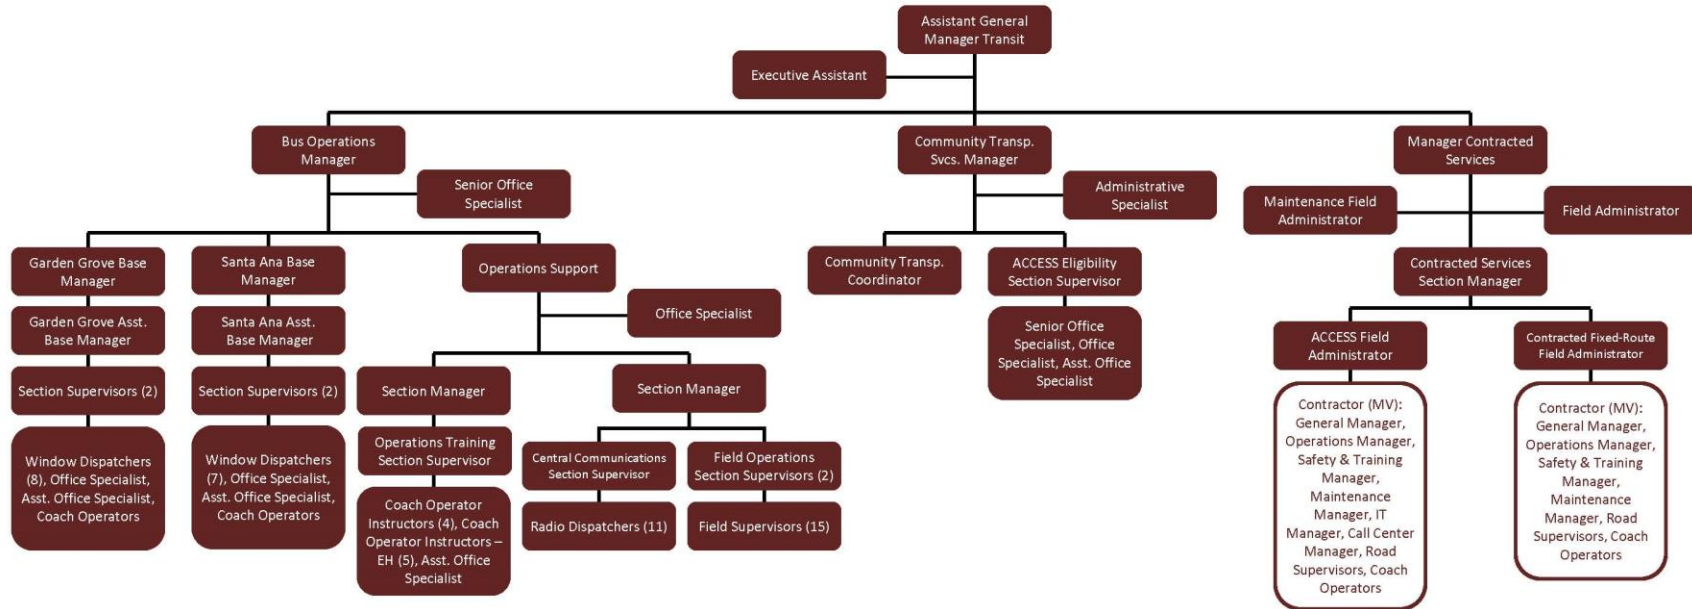 Assistant General
Manager Transit
Executive Assistant
Bus Operations
Manager
Community Transp.
Svcs. Manager
Manager Contracted
Services
Senior Office
Specialist
Administrative
Specialist
Maintenance Field
Administrator
Field Administrator
Garden Grove Base
Manager
Santa Ana Base
Manager
Operations Support
Community Transp.
Coordinator
ACCESS Eligibility
Section Supervisor
Contracted Services
Section Manager
Garden Grove Asst.
Base Manager
Santa Ana Asst.
Base Manager
Office Specialist
Senior Office
Specialist, Office
Specialist, Asst. Office
Specialist
ACCESS Field
Administrator
Contracted Fixed-Route
Field Administrator
Section Supervisors (2)
Section Supervisors (2)
Section Manager
Section Manager
Window Dispatchers
(8), Office Specialist,
Asst. Office Specialist,
Coach Operators
Window Dispatchers
(7), Office Specialist,
Asst. Office Specialist,
Coach Operators
Operations Training
Section Supervisor
Central Communications
Section Supervisor
Field Operations
Section Supervisors (2)
Coach Operator
Instructors (4), Coach
Operator Instructors –
EH (5), Asst. Office
Specialist
Radio Dispatchers (11)
Field Supervisors (15)
Contractor (MV):
General Manager,
Operations Manager,
Safety & Training
Manager,
Maintenance
Manager, IT
Manager, Call Center
Manager, Road
Supervisors, Coach
Operators
Contractor (MV):
General Manager,
Operations Manager,
Safety & Training
Manager,
Maintenance
Manager, Road
Supervisors, Coach
Operators